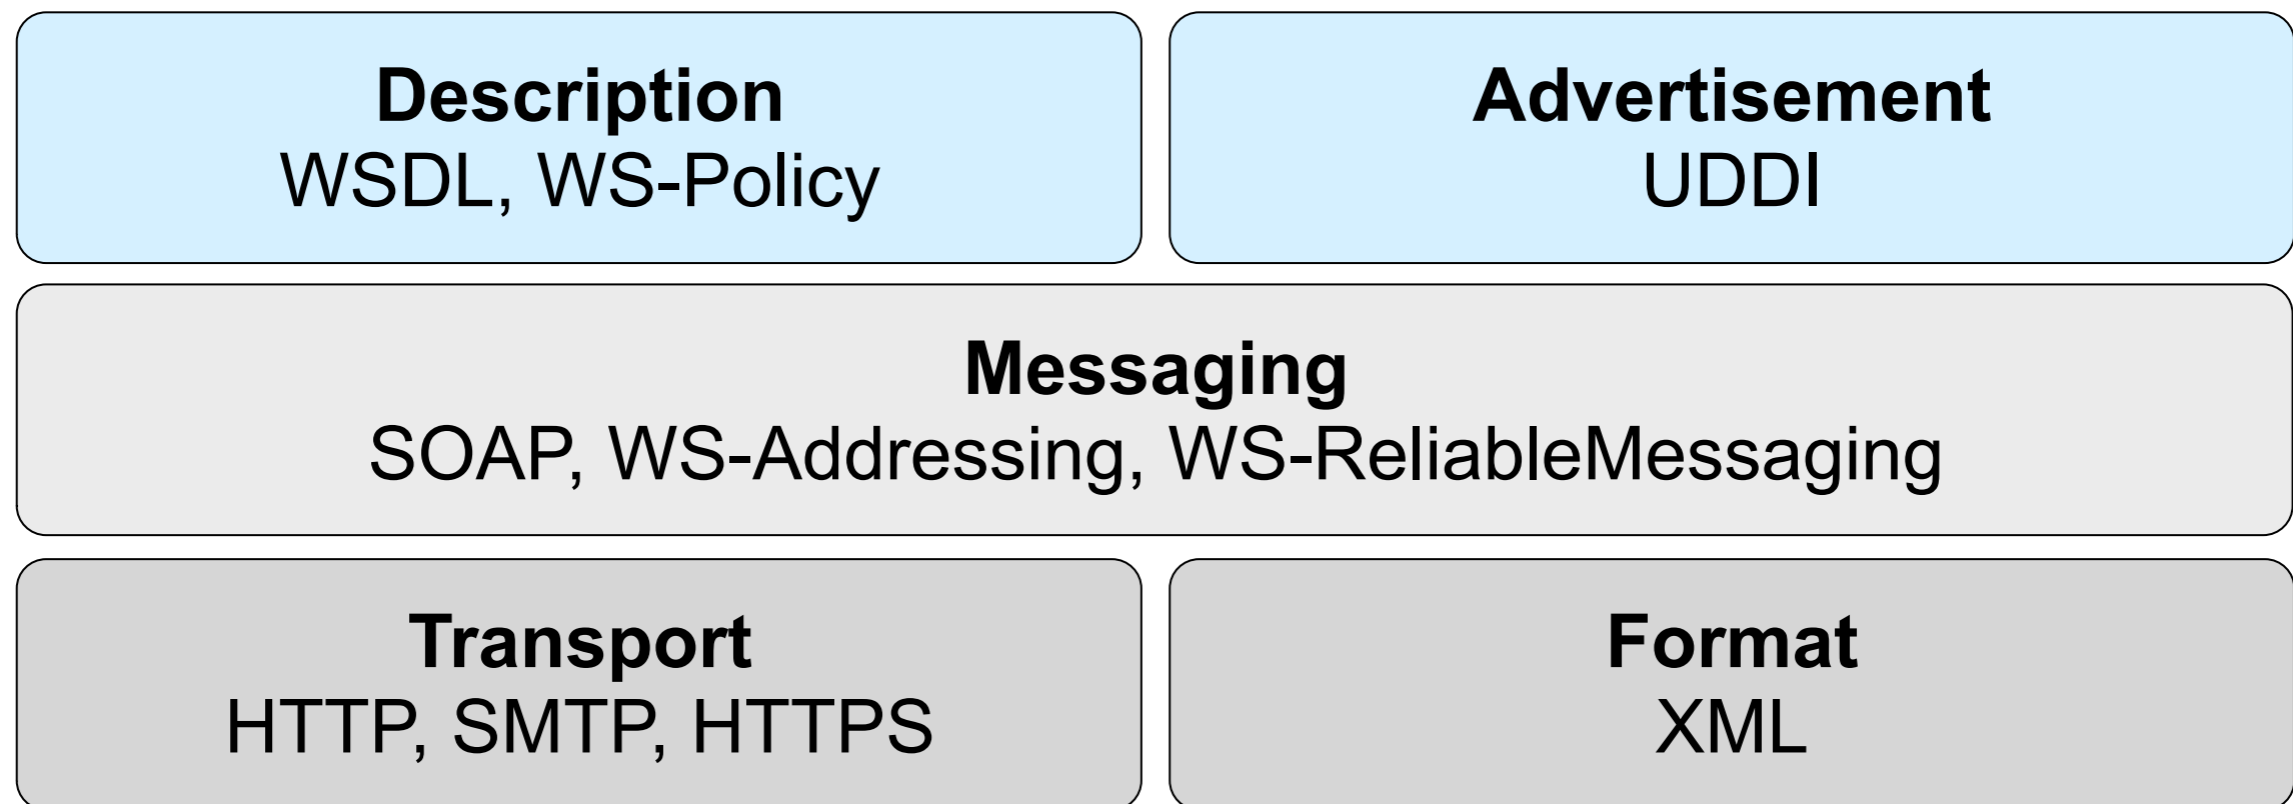 Description
WSDL, WS-Policy
Advertisement
UDDI
Messaging
SOAP, WS-Addressing, WS-ReliableMessaging
Transport
HTTP, SMTP, HTTPS
Format
XML